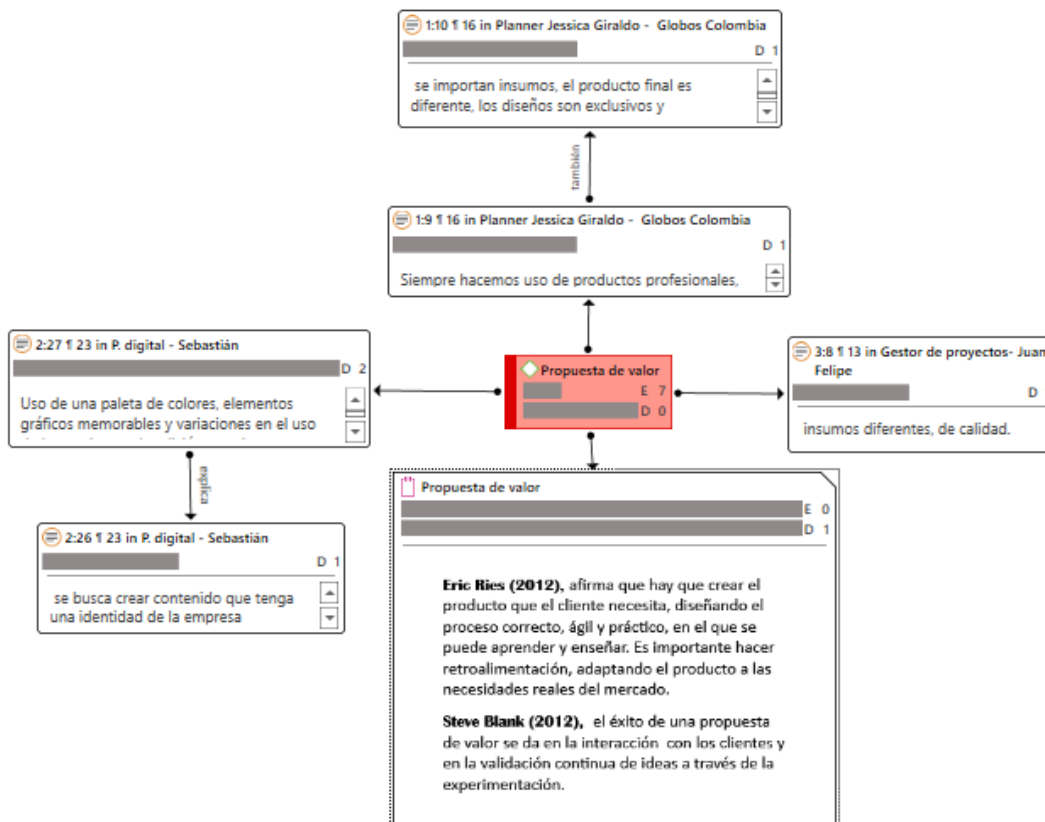 1:10 ¶ 16 in Planner Jessica Giraldo - Globos Colombia
D 1
se importan insumos, el producto final es
diferente, los diseños son exclusivos y
también
1:9 ¶ 16 in Planner Jessica Giraldo - Globos Colombia
D 1
Siempre hacemos uso de productos profesionales,
2:27 ¶ 23 in P. digital - Sebastián
D 2
Uso de una paleta de colores, elementos
gráficos memorables y variaciones en el uso
Propuesta de valor
E 7
D 0
3:8 ¶ 13 in Gestor de proyectos- Juan
Felipe
D
insumos diferentes, de calidad.
explica
2:26 ¶ 23 in P. digital - Sebastián
D 1
se busca crear contenido que tenga
una identidad de la empresa
Propuesta de valor
E 0
D 1
Eric Ries (2012), afirma que hay que crear el
producto que el cliente necesita, diseñando el
proceso correcto, ágil y práctico, en el que se
puede aprender y enseñar. Es importante hacer
retroalimentación, adaptando el producto a las
necesidades reales del mercado.
Steve Blank (2012), el éxito de una propuesta
de valor se da en la interacción con los clientes y
en la validación continua de ideas a través de la
experimentación.